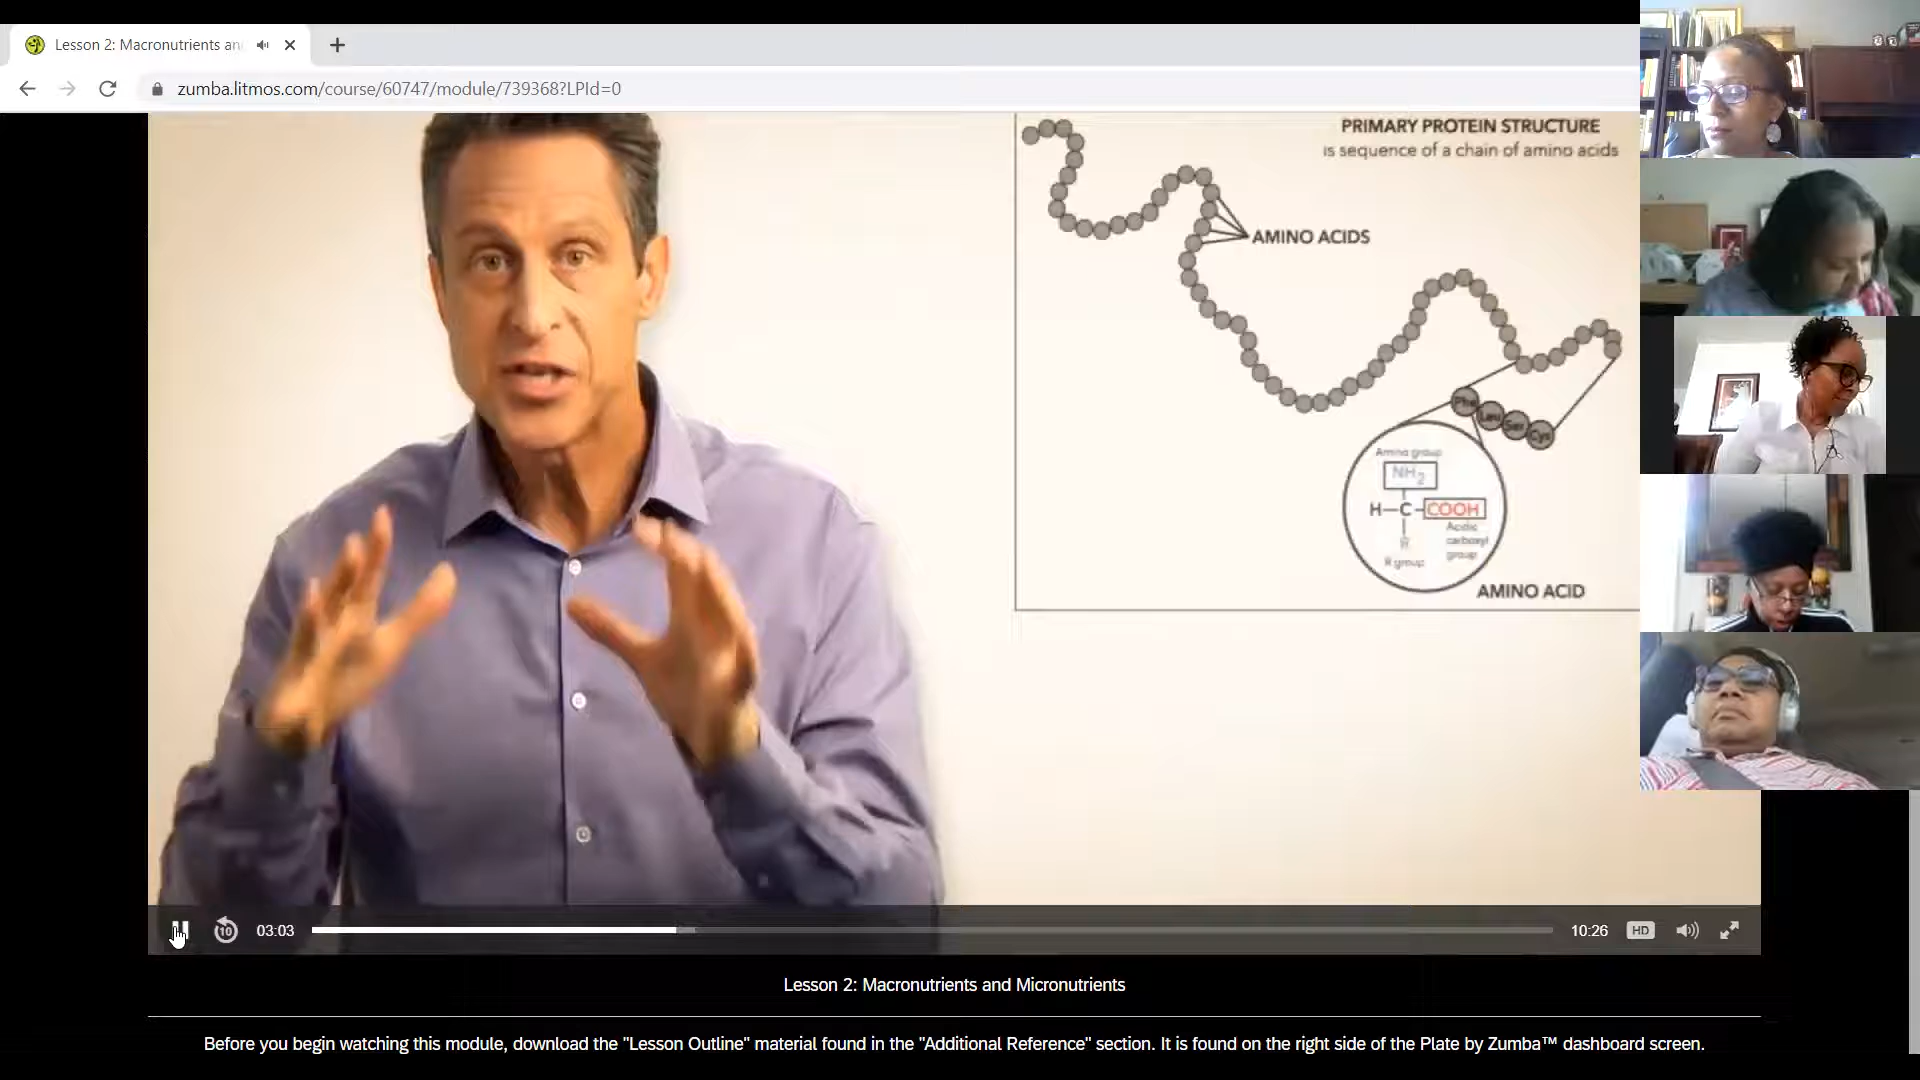 Lesson 2: Macronutrients an
zumba.litmos.com/course/60747/module/739368?LPId=0
PRIMARY PROTEIN STRUCTURE
is sequence of a chain of amino acids
AMINO ACIDS
Phe
Leu
Ser
Cys
Amino group
NH2
H–C–COOH
Acidic
carboxyl
group
R
R group
AMINO ACID
10
03:03
10:26
HD
Lesson 2: Macronutrients and Micronutrients
Before you begin watching this module, download the "Lesson Outline" material found in the "Additional Reference" section. It is found on the right side of the Plate by Zumba™ dashboard screen.